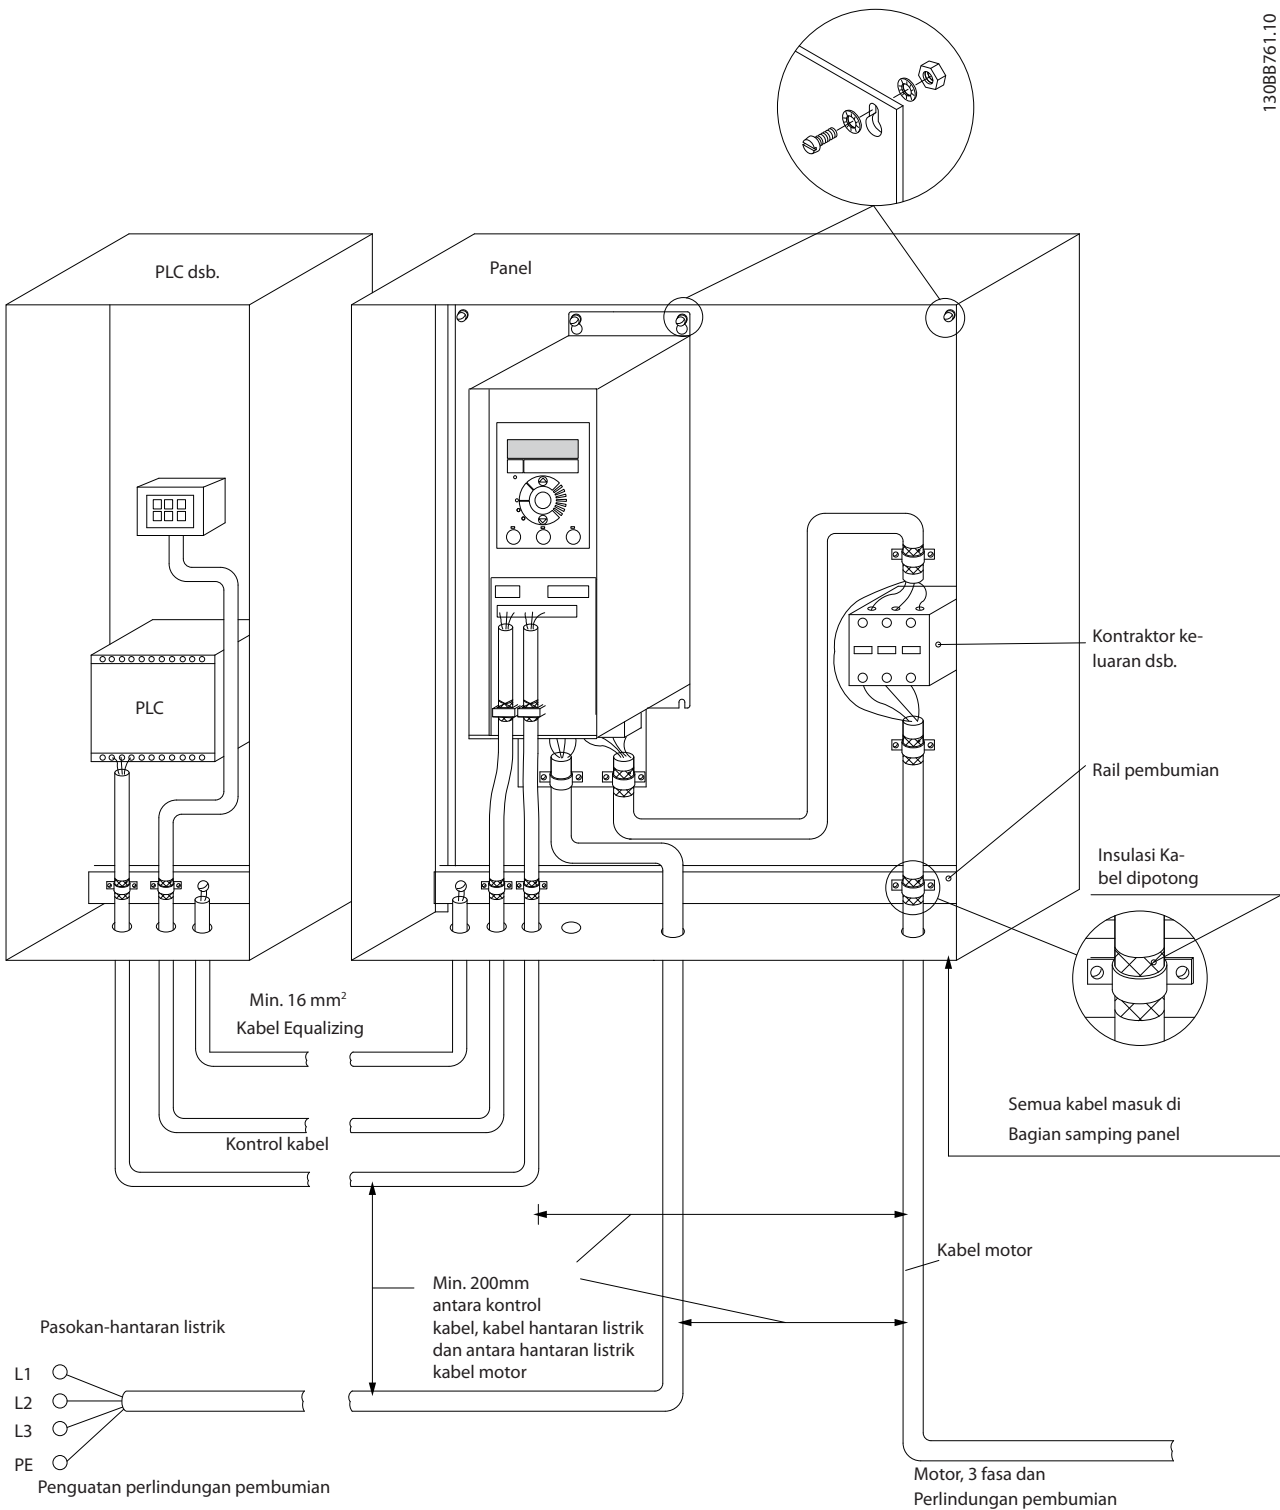 130BB761.10
PLC dsb.
Panel
PLC
Kontraktor ke-
luaran dsb.
Rail pembumian
Insulasi Ka-
bel dipotong
Min. 16 mm²
Kabel Equalizing
Kontrol kabel
Semua kabel masuk di
Bagian samping panel
Kabel motor
Min. 200mm
antara kontrol
kabel, kabel hantaran listrik
dan antara hantaran listrik
kabel motor
Pasokan-hantaran listrik
L1
L2
L3
PE
Penguatan perlindungan pembumian
Motor, 3 fasa dan
Perlindungan pembumian